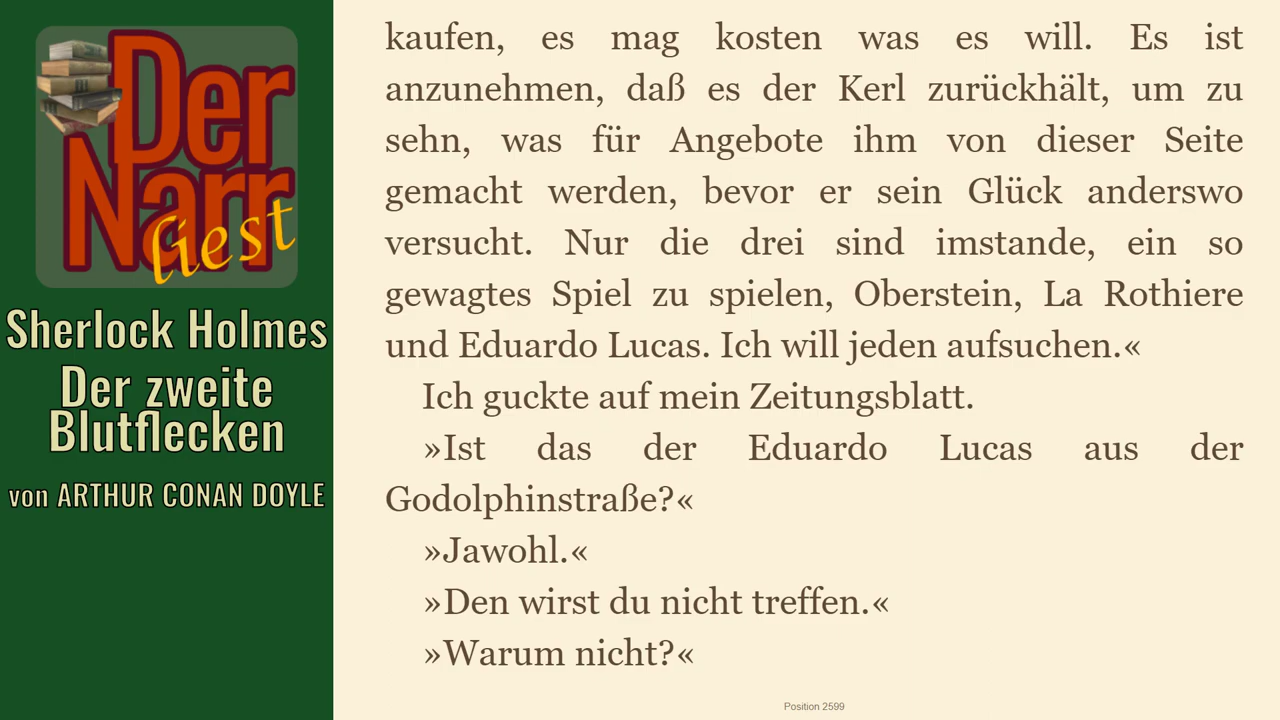 Der
Narr
liest
Sherlock Holmes
Der zweite
Blutflecken
von ARTHUR CONAN DOYLE
kaufen, es mag kosten was es will. Es ist
anzunehmen, daß es der Kerl zurückhält, um zu
sehn, was für Angebote ihm von dieser Seite
gemacht werden, bevor er sein Glück anderswo
versucht. Nur die drei sind imstande, ein so
gewagtes Spiel zu spielen, Oberstein, La Rothiere
und Eduardo Lucas. Ich will jeden aufsuchen.«
Ich guckte auf mein Zeitungsblatt.
»Ist das der Eduardo Lucas aus der
Godolphinstraße?«
»Jawohl.«
»Den wirst du nicht treffen.«
»Warum nicht?«
Position 2599